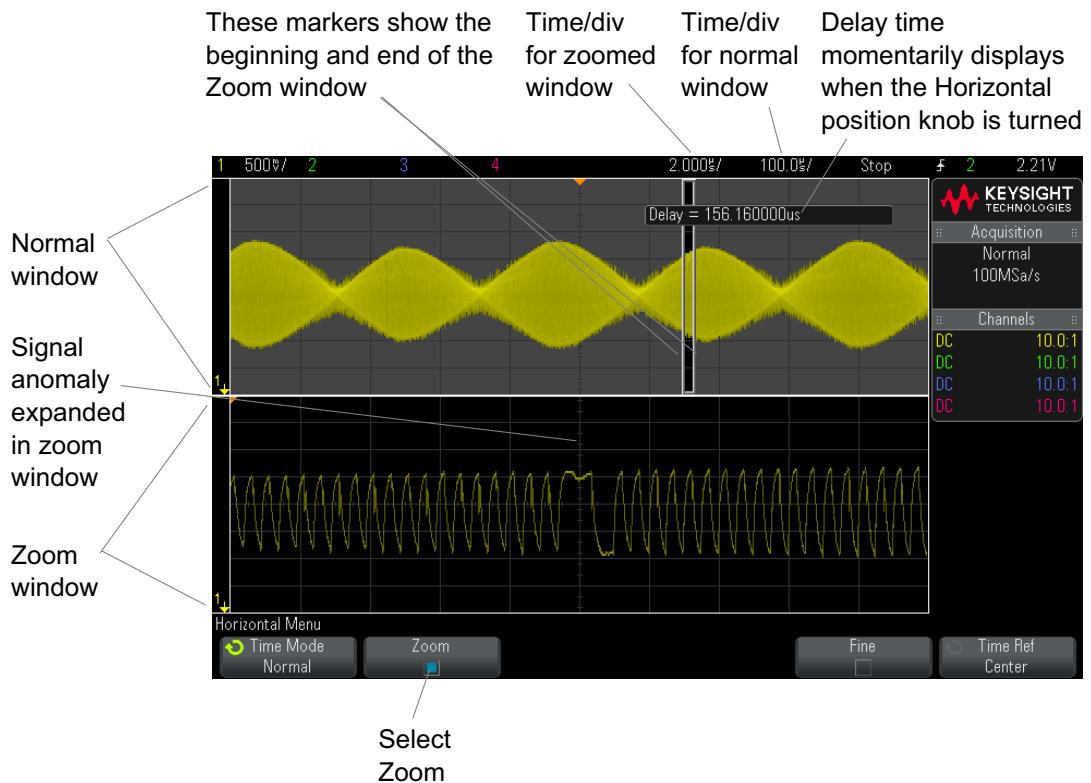 These markers show the
beginning and end of the
Zoom window
Time/div
for zoomed
window
Time/div
for normal
window
Delay time
momentarily displays
when the Horizontal
position knob is turned
1 500mV/ 2 3 4 2.000us/ 100.0us/ Stop 2 2.21V
Delay = 156.160000us
KEYSIGHT
TECHNOLOGIES
Acquisition
Normal
100MSa/s
Channels
DC 10.0:1
DC 10.0:1
DC 10.0:1
DC 10.0:1
Normal
window
1
Signal
anomaly
expanded
in zoom
window
Zoom
window
1
Horizontal Menu
Time Mode
Normal
Zoom
Fine
Time Ref
Center
Select
Zoom